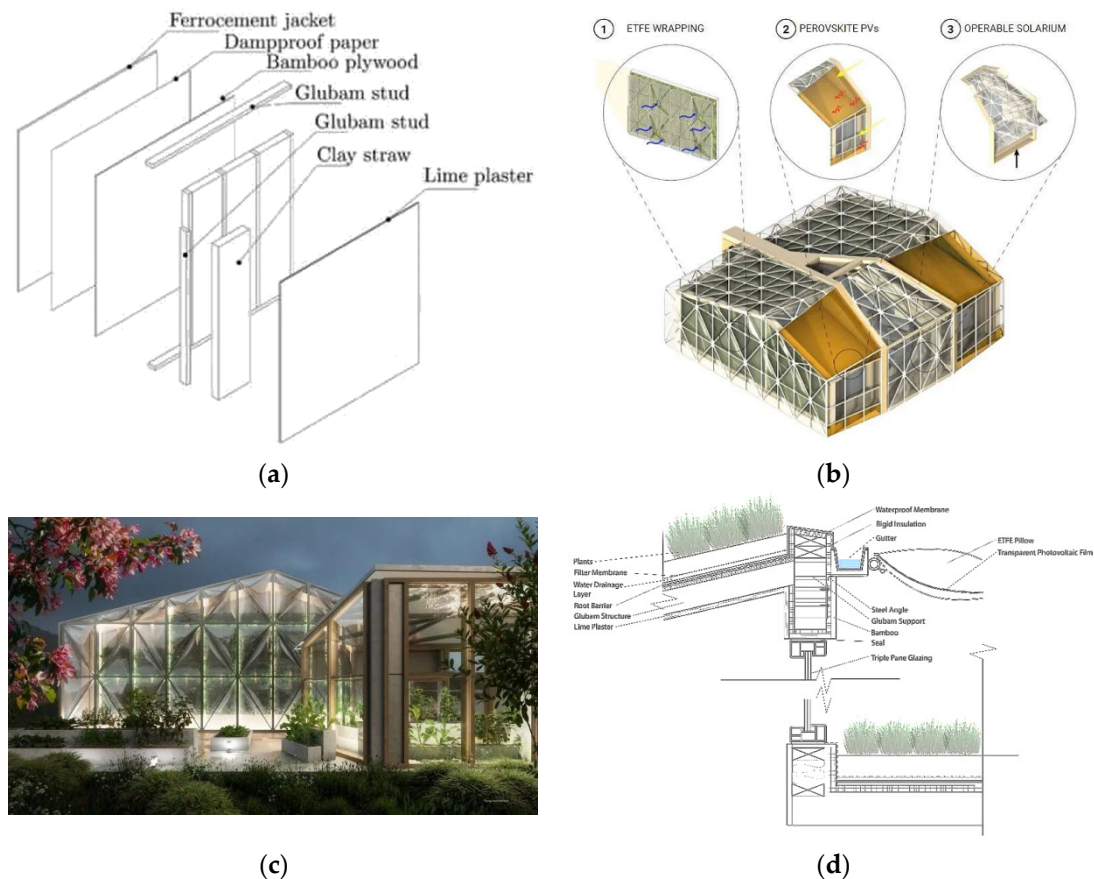 Ferrocement jacket
Dampproof paper
Bamboo plywood
Glubam stud
Glubam stud
Clay straw
Lime plaster
(a)
1 ETFE WRAPPING
2 PEROVSKITE PVs
3 OPERABLE SOLARIUM
(b)
(c)
Waterproof Membrane
Rigid Insulation
Gutter
ETFE Pillow
Transparent Photovoltaic Film
Plants
Filter Membrane
Water Drainage
Layer
Root Barrier
Glubam Structure
Lime Plaster
Steel Angle
Glubam Support
Bamboo
Seal
Triple Pane Glazing
(d)